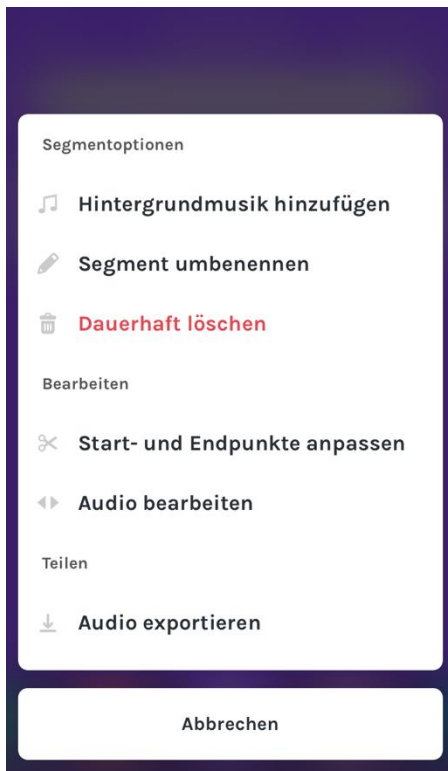 Segmentoptionen
Hintergrundmusik hinzufügen
Segment umbenennen
Dauerhaft löschen
Bearbeiten
Start- und Endpunkte anpassen
Audio bearbeiten
Teilen
Audio exportieren
Abbrechen